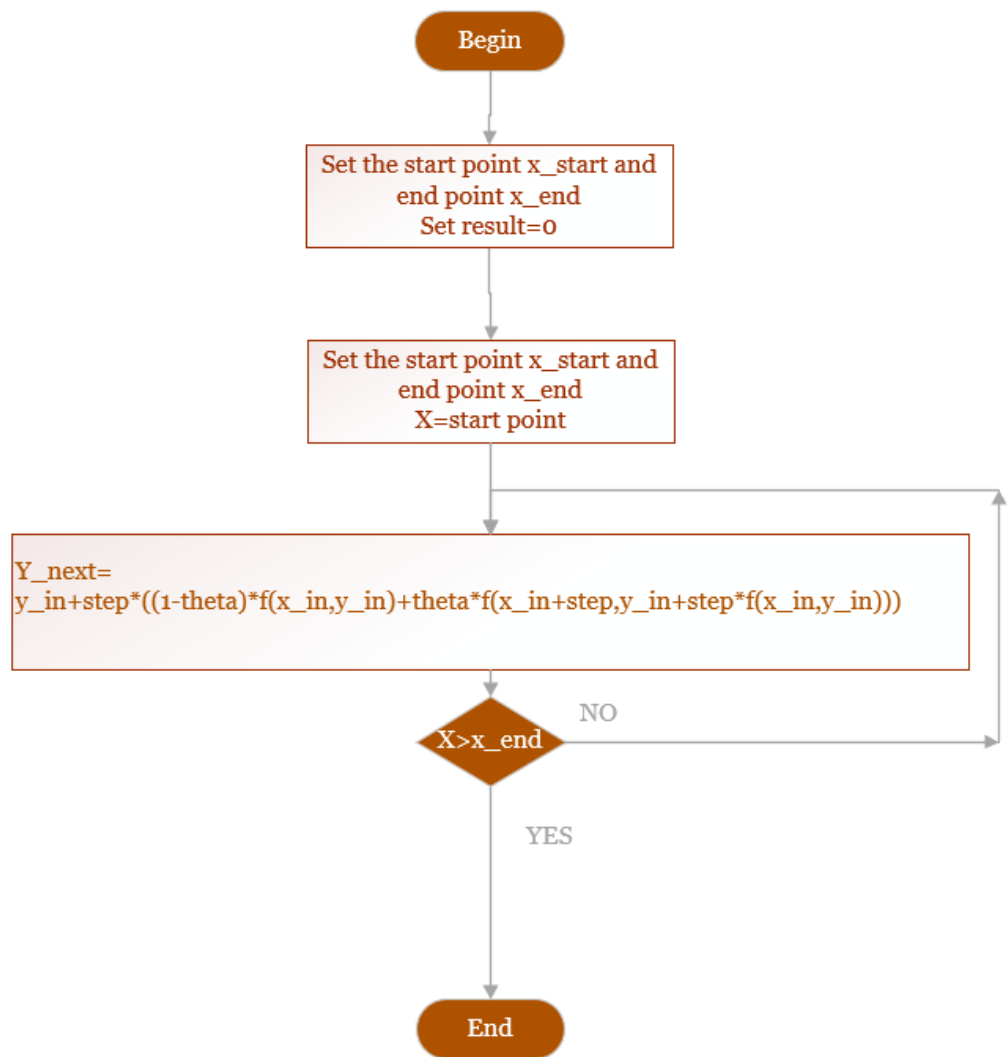 Begin
Set the start point x_start and
end point x_end
Set result=0
Set the start point x_start and
end point x_end
X=start point
Y_next=
y_in+step*((1-theta)*f(x_in,y_in)+theta*f(x_in+step,y_in+step*f(x_in,y_in)))
NO
X>x_end
YES
End